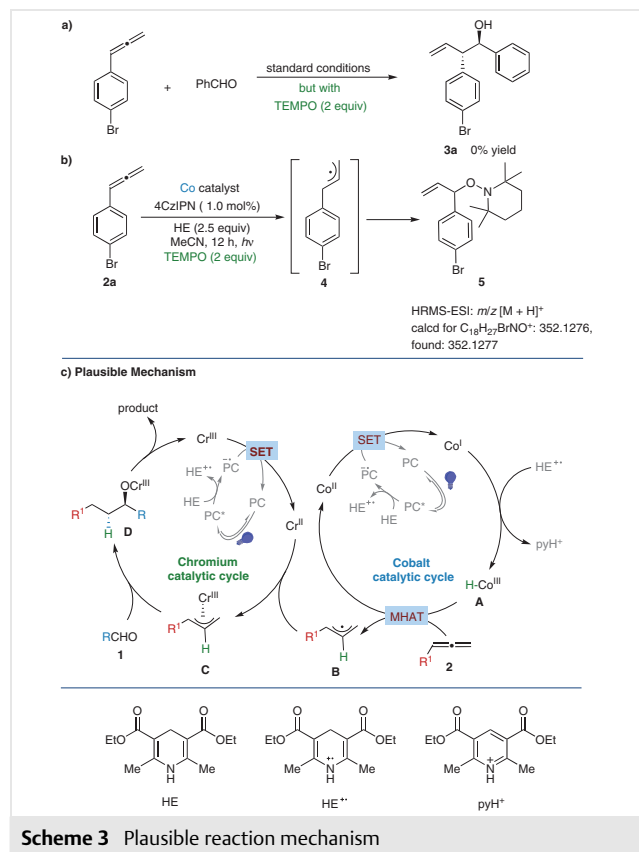 a)
Br
+
PhCHO
standard conditions
but with
TEMPO (2 equiv)
OH
Br
3a 0% yield
b)
Br
2a
Co catalyst
4CzIPN ( 1.0 mol%)
HE (2.5 equiv)
MeCN, 12 h, hν
TEMPO (2 equiv)
Br
4
O
N
Br
5
HRMS-ESI: m/z [M + H]⁺
calcd for C₁₈H₂₇BrNO⁺: 352.1276,
found: 352.1277
c) Plausible Mechanism
product
Crᴵᴵᴵ
SET
HE⁺•
PC⁻•
HE
PC*
PC
Crᴵᴵ
OCrᴵᴵᴵ
R¹
R
H
D
Chromium
catalytic cycle
Crᴵᴵᴵ
R¹
H
C
RCHO
1
SET
Coᴵ
PC
PC⁻•
HE⁺•
HE
PC*
Coᴵᴵ
HE⁺•
pyH⁺
Cobalt
catalytic cycle
H-Coᴵᴵᴵ
A
MHAT
R¹
H
B
R¹
2
O
O
EtO
OEt
Me
N
H
Me
HE
O
O
EtO
OEt
Me
N
H
Me
+•
HE⁺•
O
O
EtO
OEt
Me
N
H
Me
+
pyH⁺
Scheme 3 Plausible reaction mechanism